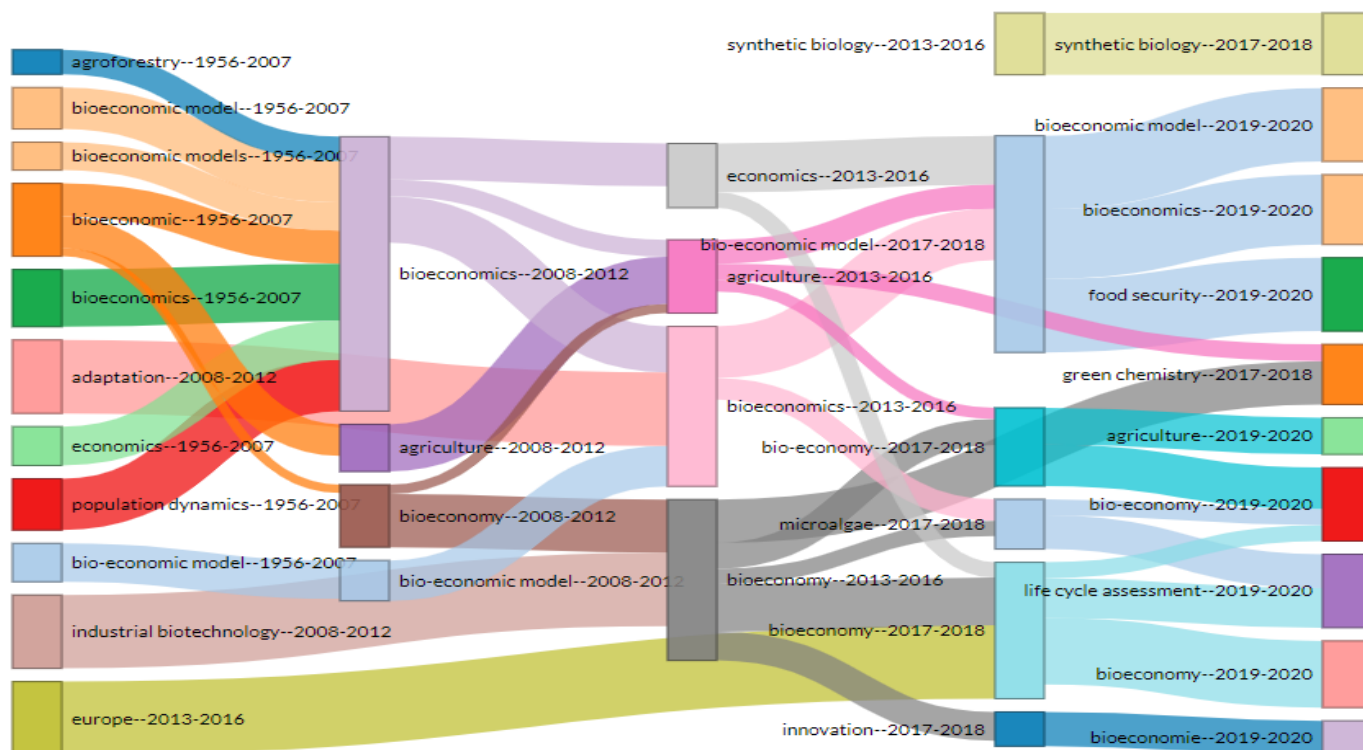 agroforestry--1956-2007
bioeconomic model--1956-2007
bioeconomic models--1956-2007
bioeconomic--1956-2007
bioeconomics--1956-2007
adaptation--2008-2012
economics--1956-2007
population dynamics--1956-2007
bio-economic model--1956-2007
industrial biotechnology--2008-2012
europe--2013-2016
bioeconomics--2008-2012
agriculture--2008-2012
bioeconomy--2008-2012
bio-economic model--2008-2012
economics--2013-2016
agriculture--2013-2016
bioeconomics--2013-2016
bioeconomy--2013-2016
synthetic biology--2013-2016
bio-economic model--2017-2018
bio-economy--2017-2018
microalgae--2017-2018
bioeconomy--2017-2018
innovation--2017-2018
synthetic biology--2017-2018
bioeconomic model--2019-2020
bioeconomics--2019-2020
food security--2019-2020
green chemistry--2017-2018
agriculture--2019-2020
bio-economy--2019-2020
life cycle assessment--2019-2020
bioeconomy--2019-2020
bioeconomie--2019-2020